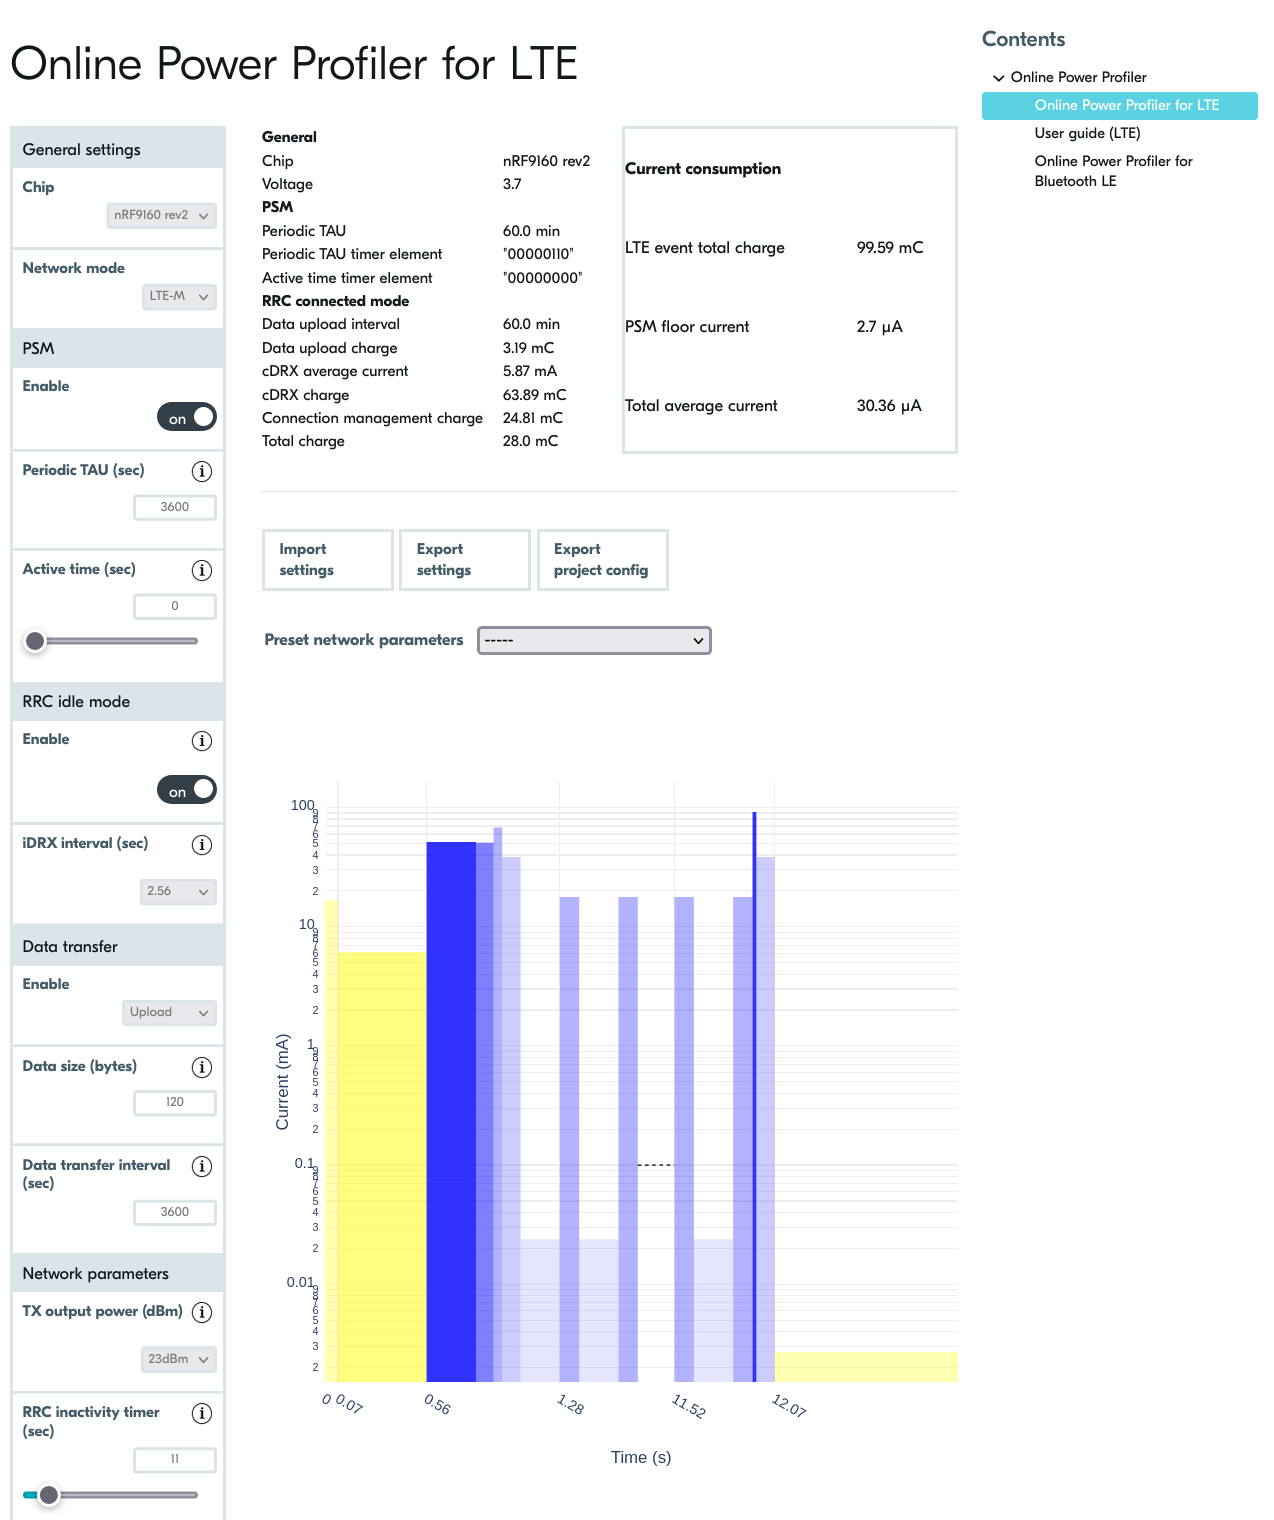 Online Power Profiler for LTE
General settings
Chip
nRF9160 rev2
Network mode
LTE-M
PSM
Enable
on
Periodic TAU (sec)
i
3600
Active time (sec)
i
0
RRC idle mode
Enable
i
on
iDRX interval (sec)
i
2.56
Data transfer
Enable
Upload
Data size (bytes)
i
120
Data transfer interval
(sec)
i
3600
Network parameters
TX output power (dBm)
i
23dBm
RRC inactivity timer
(sec)
i
11
General
Chip nRF9160 rev2
Voltage 3.7
PSM
Periodic TAU 60.0 min
Periodic TAU timer element "00000110"
Active time timer element "00000000"
RRC connected mode
Data upload interval 60.0 min
Data upload charge 3.19 mC
cDRX average current 5.87 mA
cDRX charge 63.89 mC
Connection management charge 24.81 mC
Total charge 28.0 mC
Current consumption
LTE event total charge 99.59 mC
PSM floor current 2.7 µA
Total average current 30.36 µA
Import
settings
Export
settings
Export
project config
Preset network parameters -----
100
9
8
7
6
5
4
3
2
10
9
8
7
6
5
4
3
2
1
9
8
7
6
5
4
3
2
0.1
9
8
7
6
5
4
3
2
0.01
9
8
7
6
5
4
3
2
Current (mA)
0 0.07 0.56 1.28 11.52 12.07
Time (s)
Contents
Online Power Profiler
Online Power Profiler for LTE
User guide (LTE)
Online Power Profiler for
Bluetooth LE